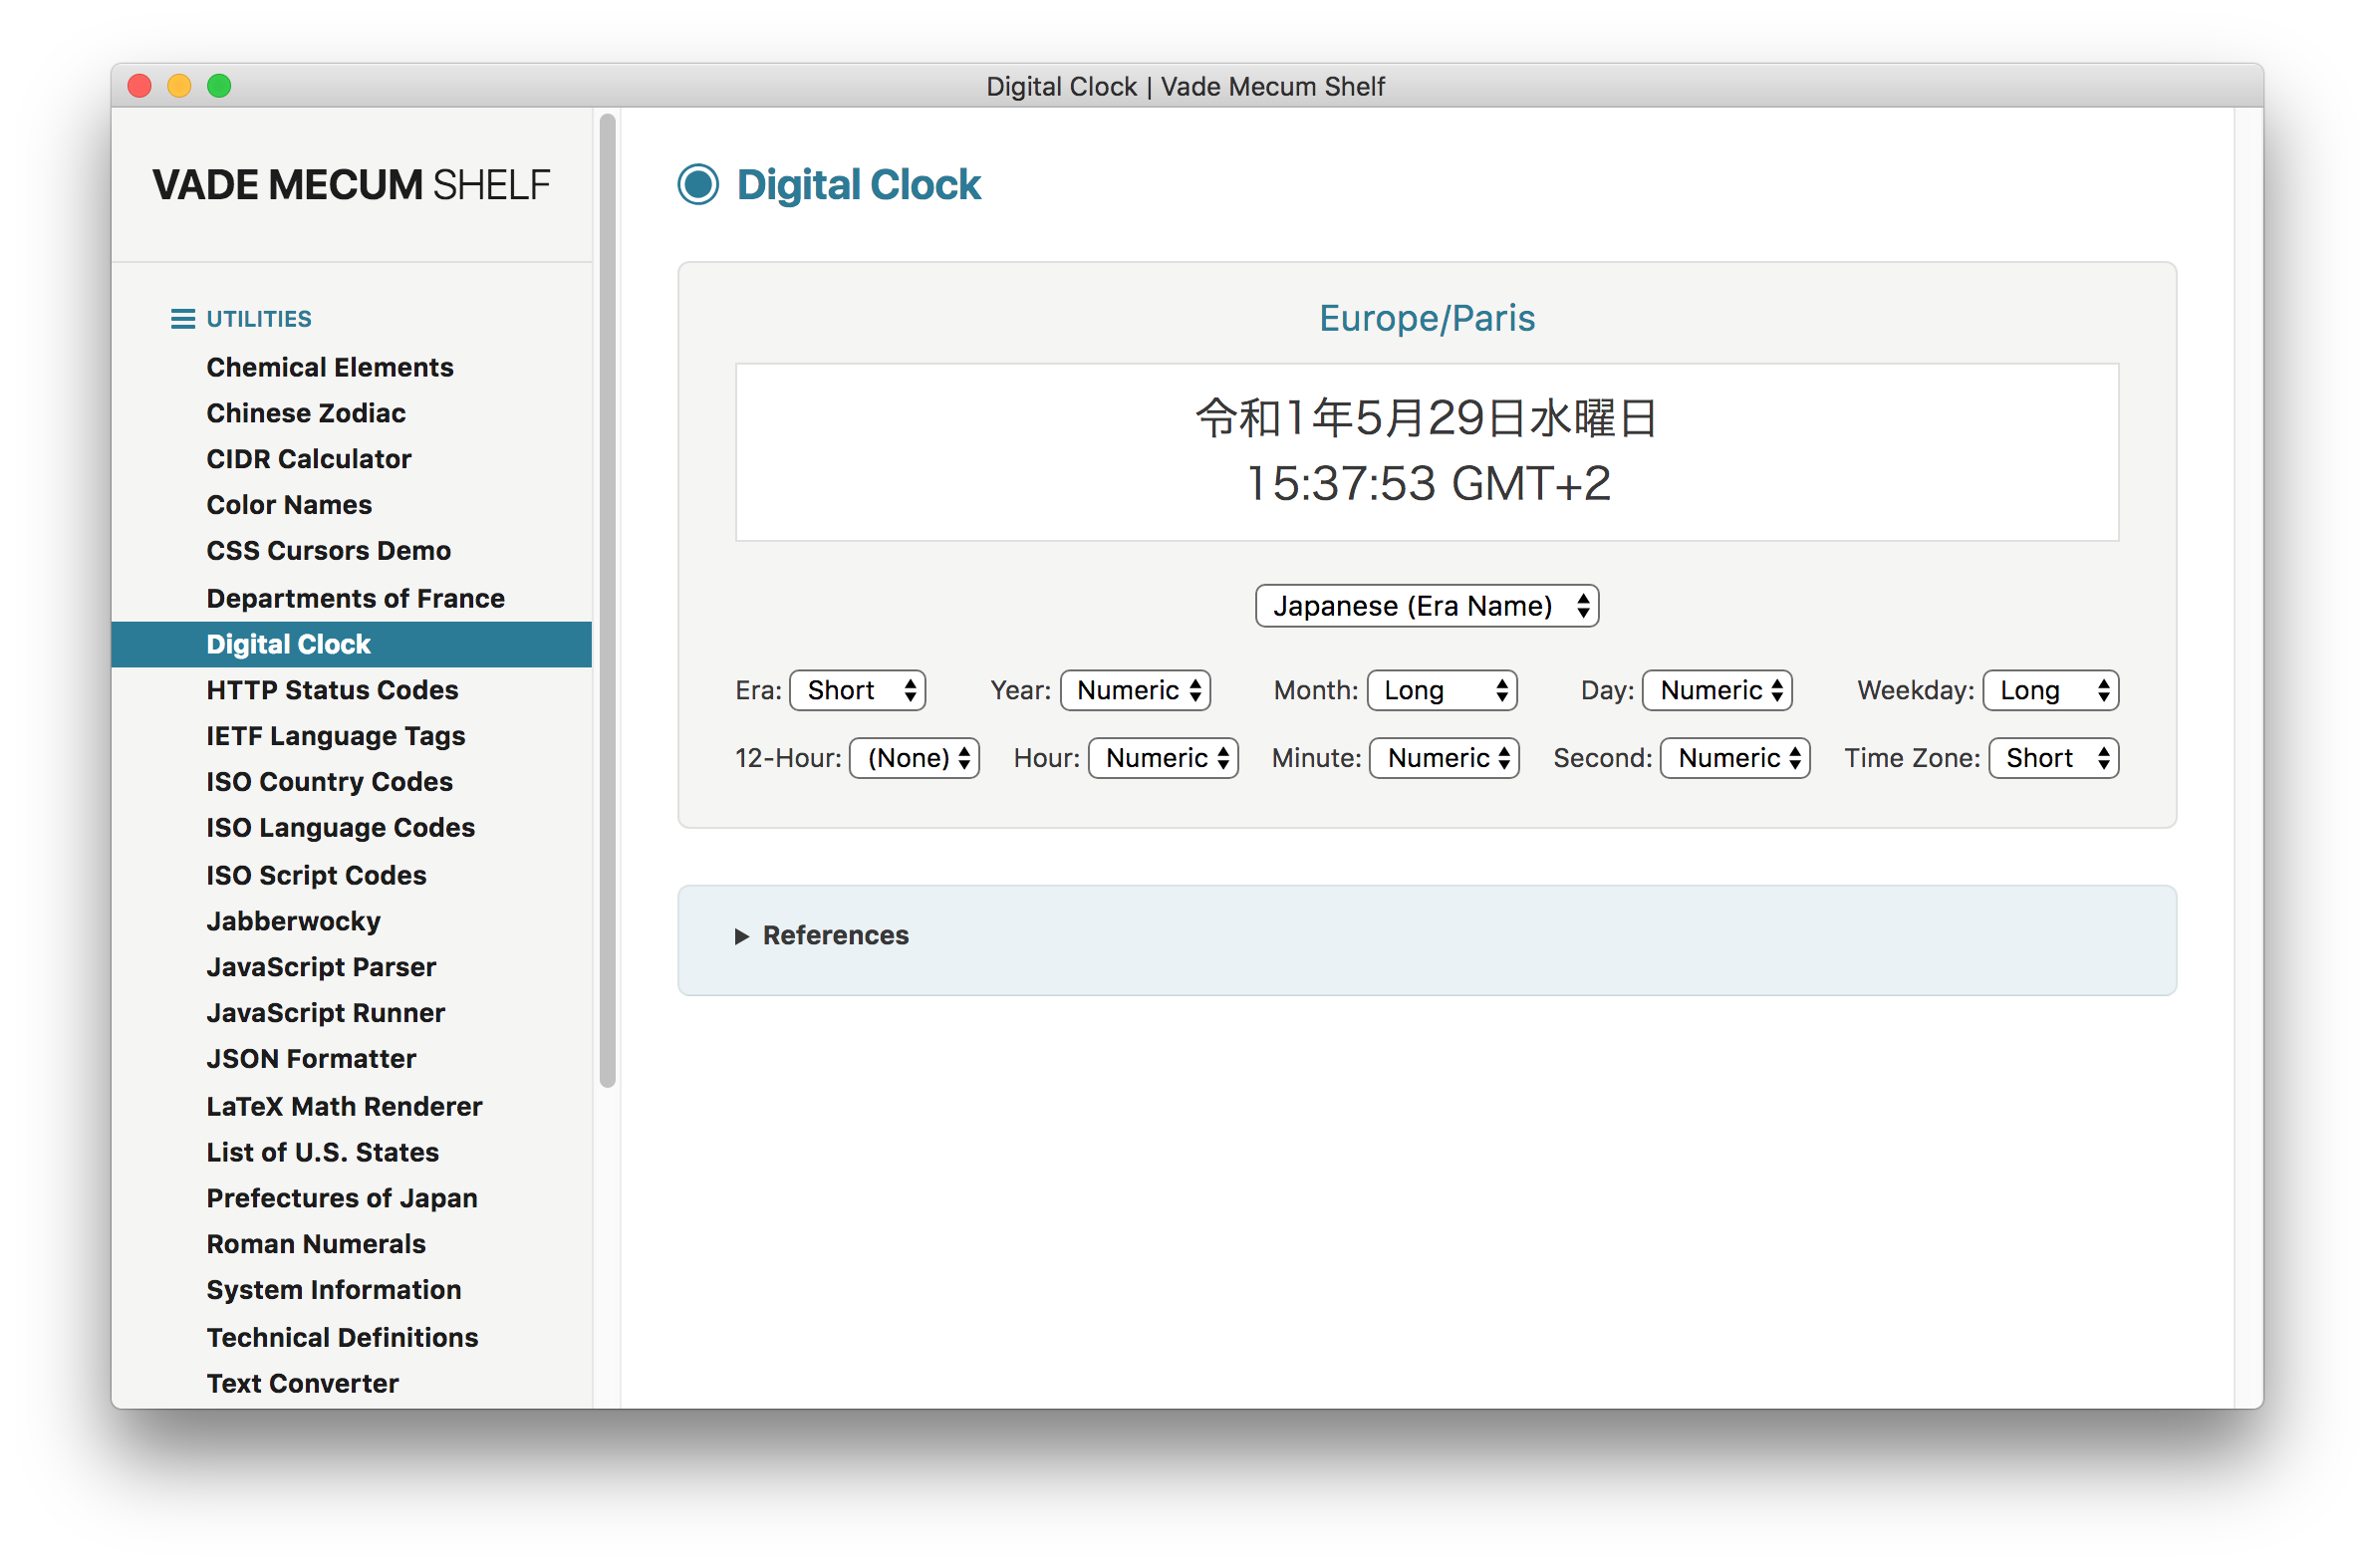 Digital Clock | Vade Mecum Shelf
VADE MECUM SHELF
UTILITIES
Chemical Elements
Chinese Zodiac
CIDR Calculator
Color Names
CSS Cursors Demo
Departments of France
Digital Clock
HTTP Status Codes
IETF Language Tags
ISO Country Codes
ISO Language Codes
ISO Script Codes
Jabberwocky
JavaScript Parser
JavaScript Runner
JSON Formatter
LaTeX Math Renderer
List of U.S. States
Prefectures of Japan
Roman Numerals
System Information
Technical Definitions
Text Converter
Digital Clock
Europe/Paris
令和1年5月29日水曜日
15:37:53 GMT+2
Japanese (Era Name)
Era: Short Year: Numeric Month: Long Day: Numeric Weekday: Long
12-Hour: (None) Hour: Numeric Minute: Numeric Second: Numeric Time Zone: Short
References